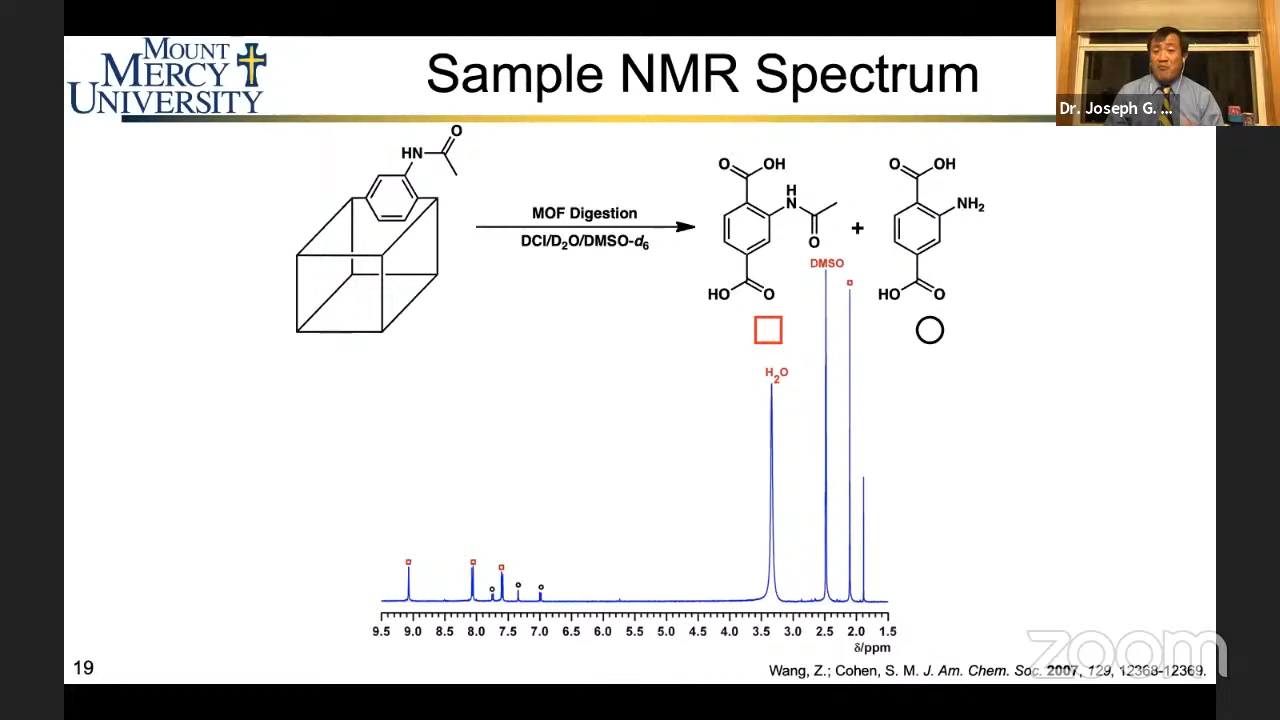 MOUNT
MERCY
UNIVERSITY
Sample NMR Spectrum
Dr. Joseph G. ...
O
HN
MOF Digestion
DCl/D2O/DMSO-d6
O OH
H
N
O
HO O
+
O OH
NH2
HO O
DMSO
H2O
9.5 9.0 8.5 8.0 7.5 7.0 6.5 6.0 5.5 5.0 4.5 4.0 3.5 3.0 2.5 2.0 1.5
δ/ppm
zoom
19
Wang, Z.; Cohen, S. M. J. Am. Chem. Soc. 2007, 129, 12368-12369.